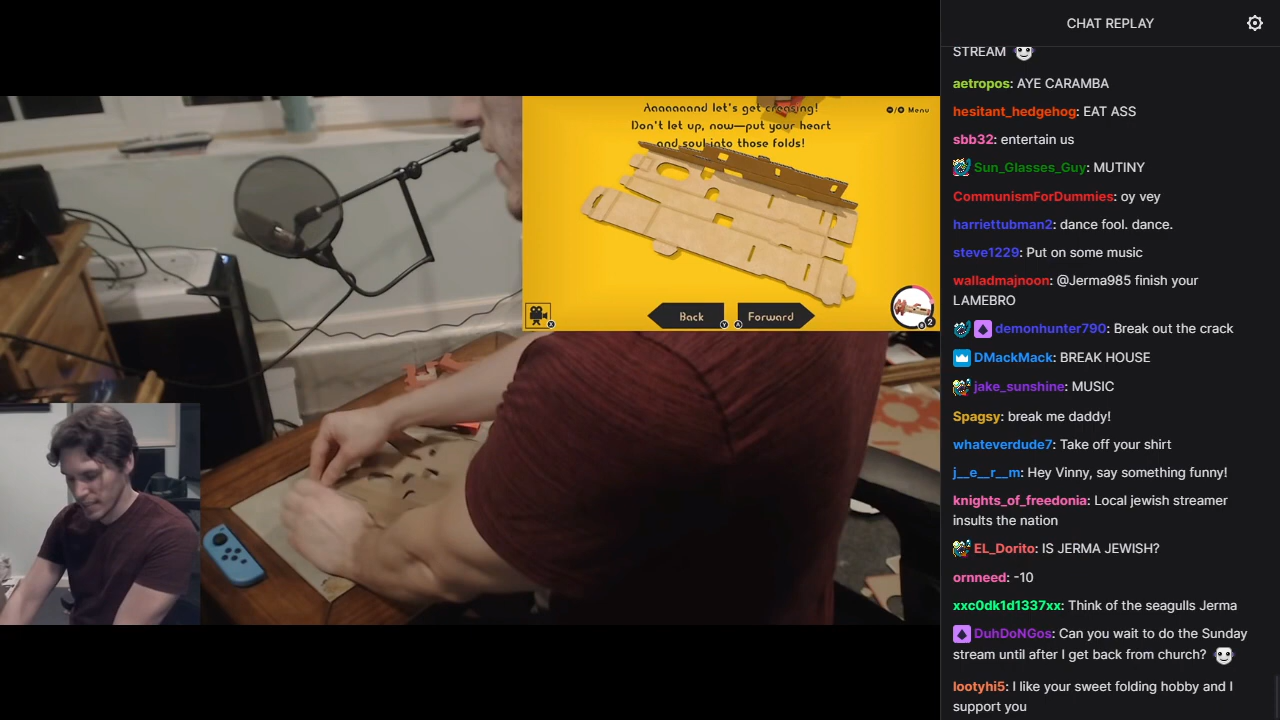 Aaaaaand let's get creasing!
Don't let up, now—put your heart
and soul into those folds!
Menu
Back
Forward
X
Y
A
2
CHAT REPLAY
STREAM
aetropos: AYE CARAMBA
hesitant_hedgehog: EAT ASS
sbb32: entertain us
Sun_Glasses_Guy: MUTINY
CommunismForDummies: oy vey
harriettubman2: dance fool. dance.
steve1229: Put on some music
walladmajnoon: @Jerma985 finish your
LAMEBRO
demonhunter790: Break out the crack
DMackMack: BREAK HOUSE
jake_sunshine: MUSIC
Spagsy: break me daddy!
whateverdude7: Take off your shirt
j__e__r__m: Hey Vinny, say something funny!
knights_of_freedonia: Local jewish streamer
insults the nation
EL_Dorito: IS JERMA JEWISH?
ornneed: -10
xxc0dk1d1337xx: Think of the seagulls Jerma
DuhDoNGos: Can you wait to do the Sunday
stream until after I get back from church?
lootyhi5: I like your sweet folding hobby and I
support you